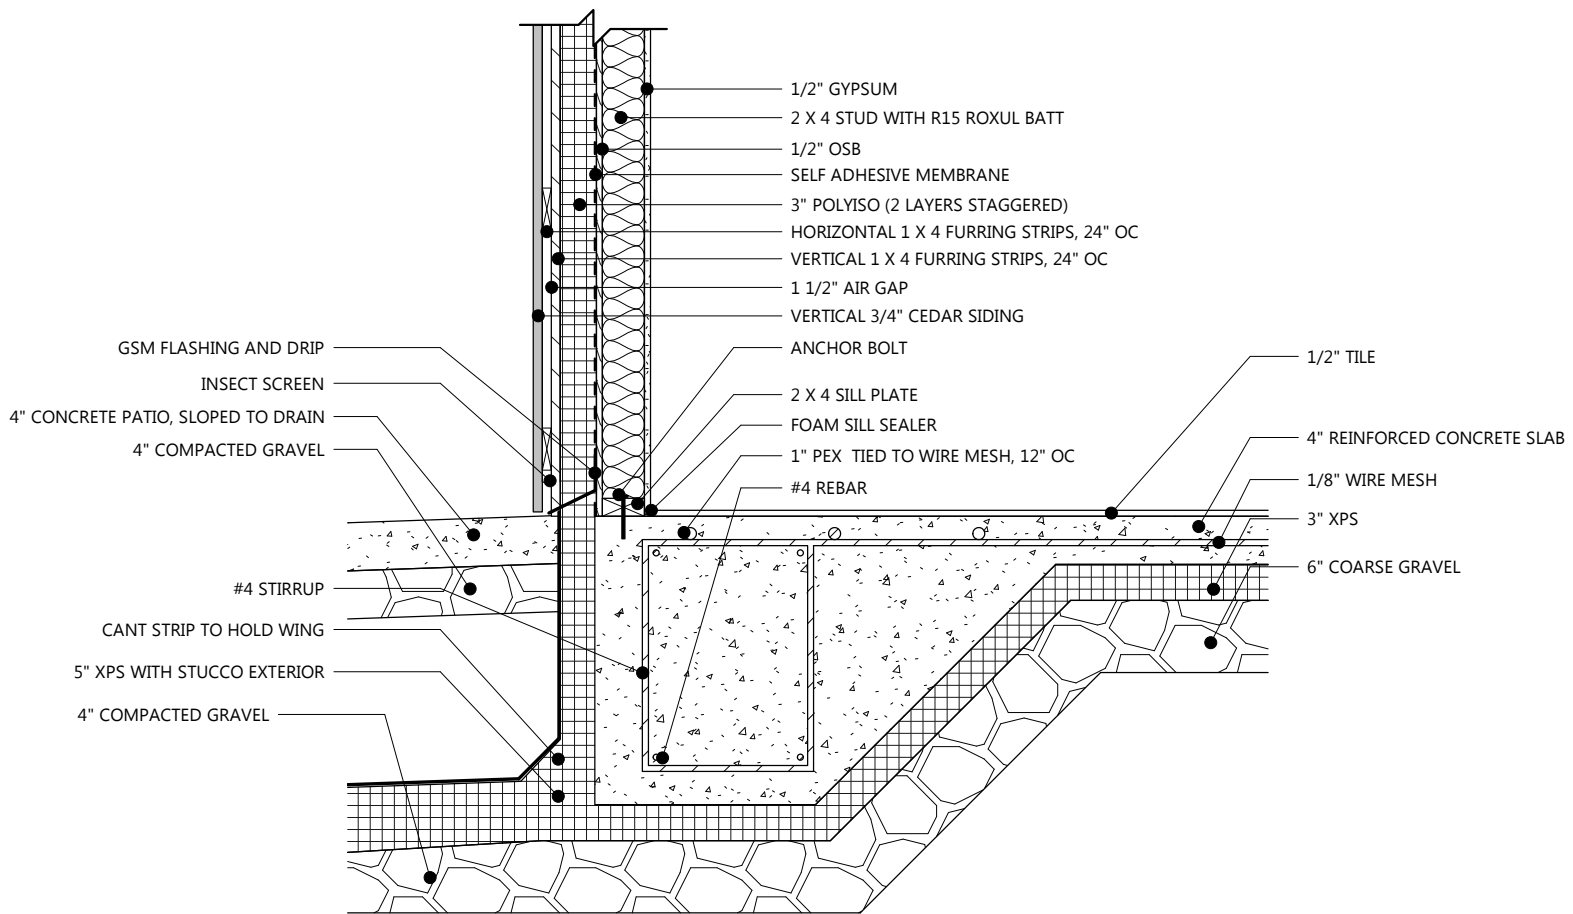 1/2" GYPSUM
2 X 4 STUD WITH R15 ROXUL BATT
1/2" OSB
SELF ADHESIVE MEMBRANE
3" POLYISO (2 LAYERS STAGGERED)
HORIZONTAL 1 X 4 FURRING STRIPS, 24" OC
VERTICAL 1 X 4 FURRING STRIPS, 24" OC
1 1/2" AIR GAP
VERTICAL 3/4" CEDAR SIDING
ANCHOR BOLT
2 X 4 SILL PLATE
FOAM SILL SEALER
1" PEX  TIED TO WIRE MESH, 12" OC
#4 REBAR
GSM FLASHING AND DRIP
INSECT SCREEN
4" CONCRETE PATIO, SLOPED TO DRAIN
4" COMPACTED GRAVEL
#4 STIRRUP
CANT STRIP TO HOLD WING
5" XPS WITH STUCCO EXTERIOR
4" COMPACTED GRAVEL
1/2" TILE
4" REINFORCED CONCRETE SLAB
1/8" WIRE MESH
3" XPS
6" COARSE GRAVEL